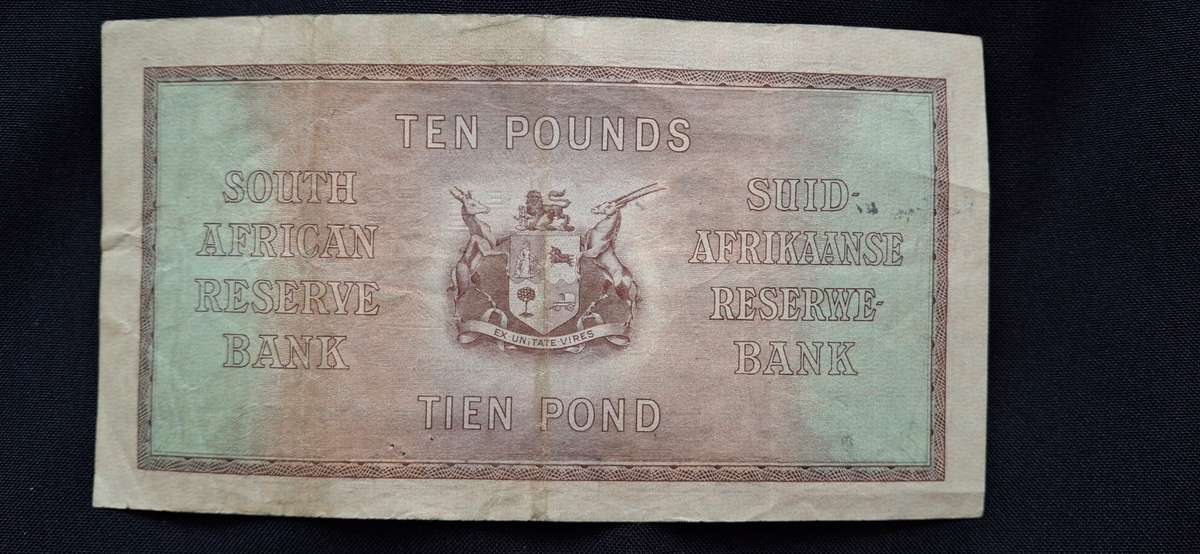 TEN POUNDS
SOUTH
AFRICAN
RESERVE
BANK
SUID-
AFRIKAANSE
RESERWE-
BANK
EX UNITATE VIRES
TIEN POND